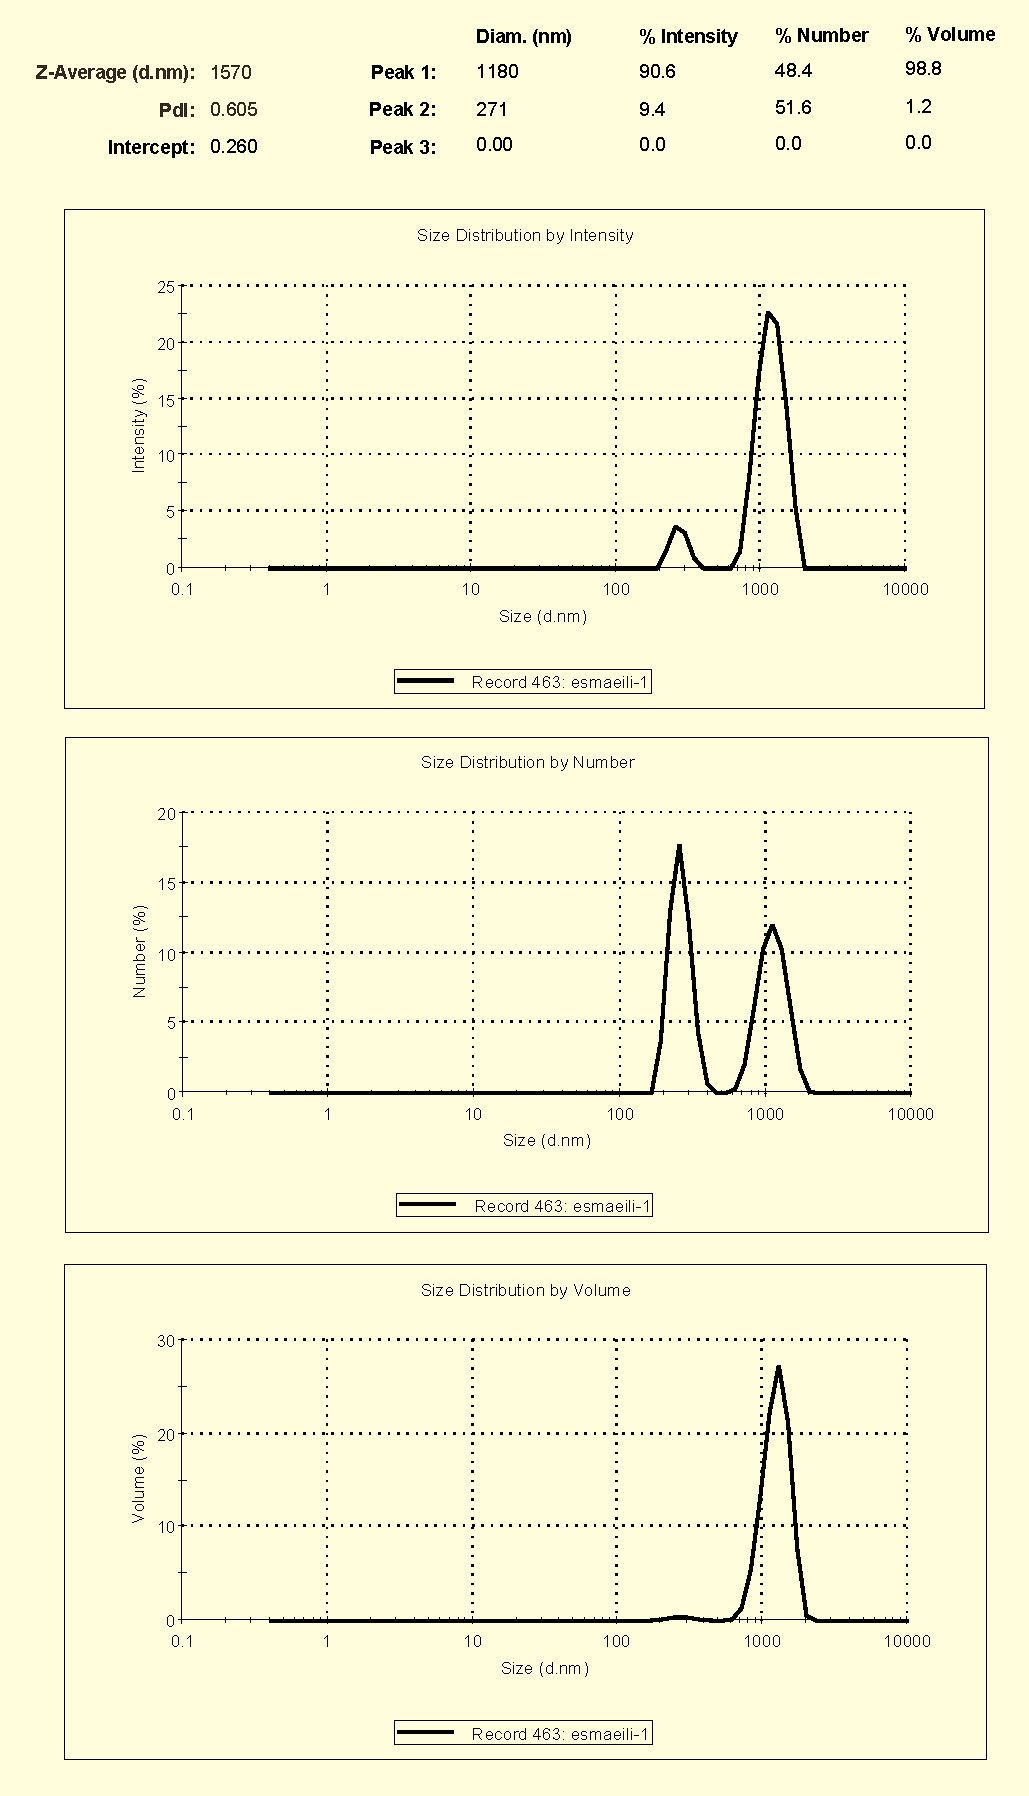 Diam. (nm) % Intensity % Number % Volume
Z-Average (d.nm): 1570 Peak 1: 1180 90.6 48.4 98.8
PdI: 0.605 Peak 2: 271 9.4 51.6 1.2
Intercept: 0.260 Peak 3: 0.00 0.0 0.0 0.0
Size Distribution by Intensity
25
20
15
10
5
0
Intensity (%)
0.1 1 10 100 1000 10000
Size (d.nm)
Record 463: esmaeili-1
Size Distribution by Number
20
15
10
5
0
Number (%)
0.1 1 10 100 1000 10000
Size (d.nm)
Record 463: esmaeili-1
Size Distribution by Volume
30
20
10
0
Volume (%)
0.1 1 10 100 1000 10000
Size (d.nm)
Record 463: esmaeili-1